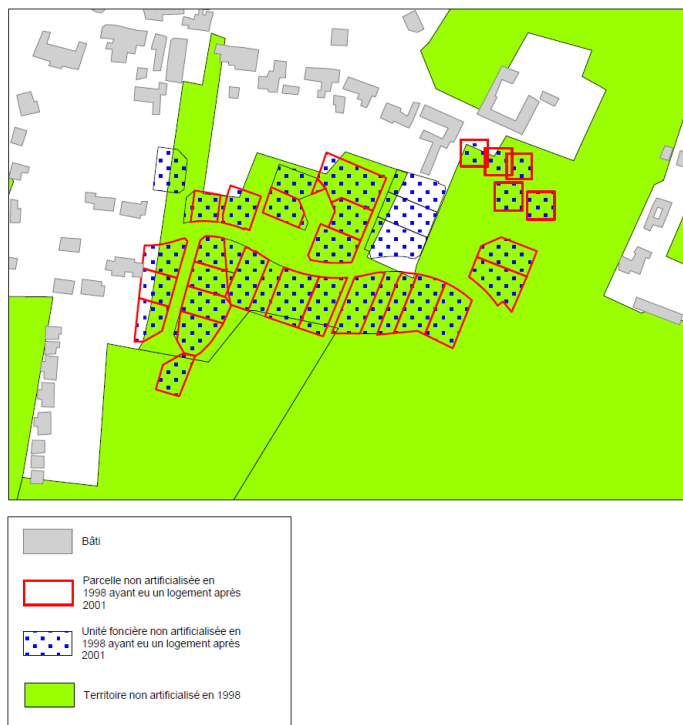 Bâti
Parcelle non artificialisée en
1998 ayant eu un logement après
2001
Unité foncière non artificialisée en
1998 ayant eu un logement après
2001
Territoire non artificialisé en 1998